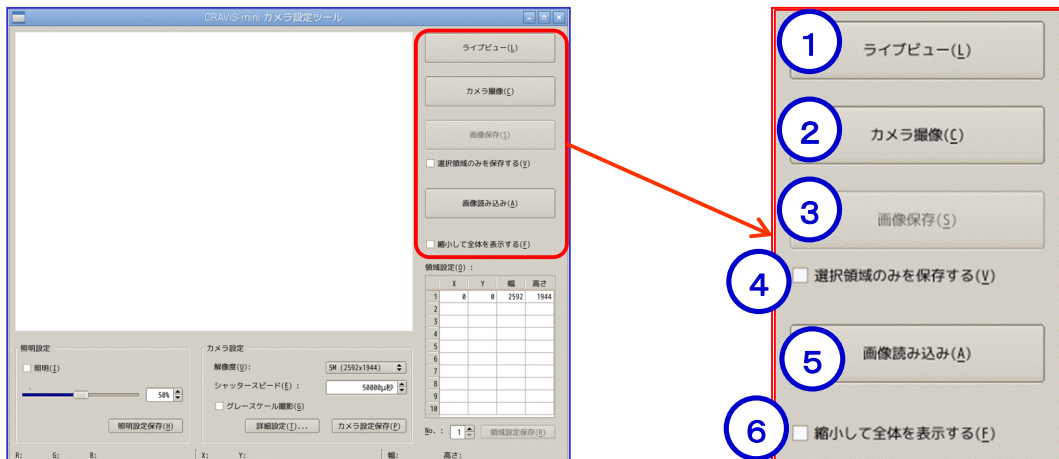 CRAVIS-mini カメラ設定ツール
ライブビュー(L)
カメラ撮像(C)
画像保存(S)
選択領域のみを保存する(V)
画像読み込み(A)
縮小して全体を表示する(F)
領域設定(O) :
X Y 幅 高さ
1 0 0 2592 1944
2
3
4
5
6
7
8
9
10
No. : 1 領域設定保存(R)
照明設定
照明(I)
50%
照明設定保存(H)
カメラ設定
解像度(U): 5M (2592x1944)
シャッタースピード(E) : 50000μ秒
グレースケール撮影(G)
詳細設定(T)... カメラ設定保存(P)
R: G: B: X: Y: 幅: 高さ:
1 ライブビュー(L)
2 カメラ撮像(C)
3 画像保存(S)
4 選択領域のみを保存する(V)
5 画像読み込み(A)
6 縮小して全体を表示する(F)